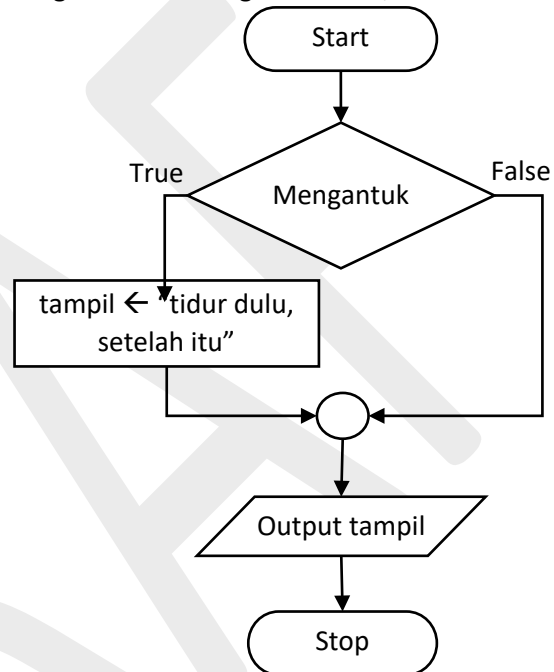 Start
True
False
Mengantuk
tampil ← “tidur dulu,
setelah itu”
Output tampil
Stop